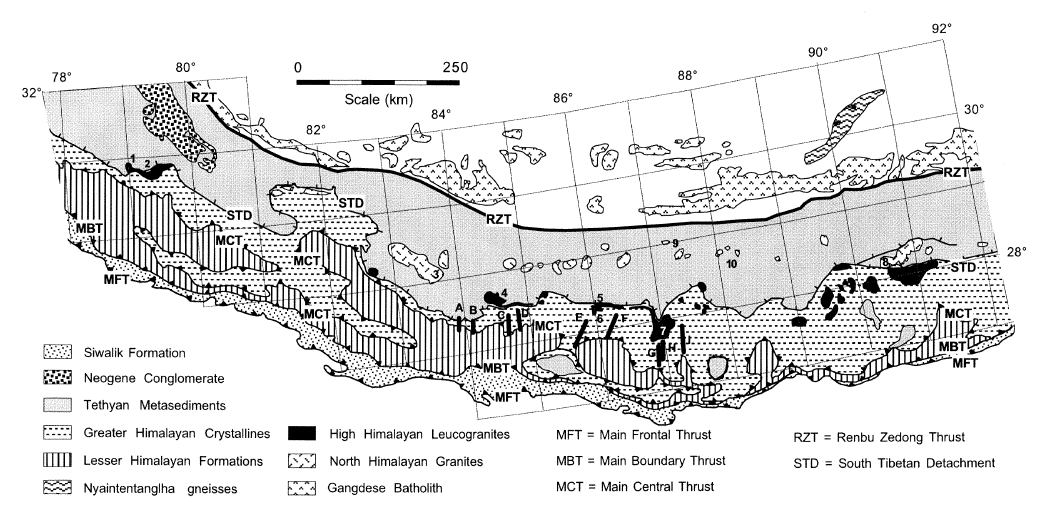 92°
90°
88°
86°
84°
82°
80°
78°
32°
30°
28°
0 250
Scale (km)
RZT
RZT
RZT
1 2
STD
STD
STD
MCT
MCT
MCT
MCT
MCT
MBT
MBT
MBT
MFT
MFT
MFT
3
4
5
6
7
8
9
10
A B C D E F G H I
Siwalik Formation
Neogene Conglomerate
Tethyan Metasediments
Greater Himalayan Crystallines
Lesser Himalayan Formations
Nyaintentanglha gneisses
High Himalayan Leucogranites
North Himalayan Granites
Gangdese Batholith
MFT = Main Frontal Thrust
MBT = Main Boundary Thrust
MCT = Main Central Thrust
RZT = Renbu Zedong Thrust
STD = South Tibetan Detachment